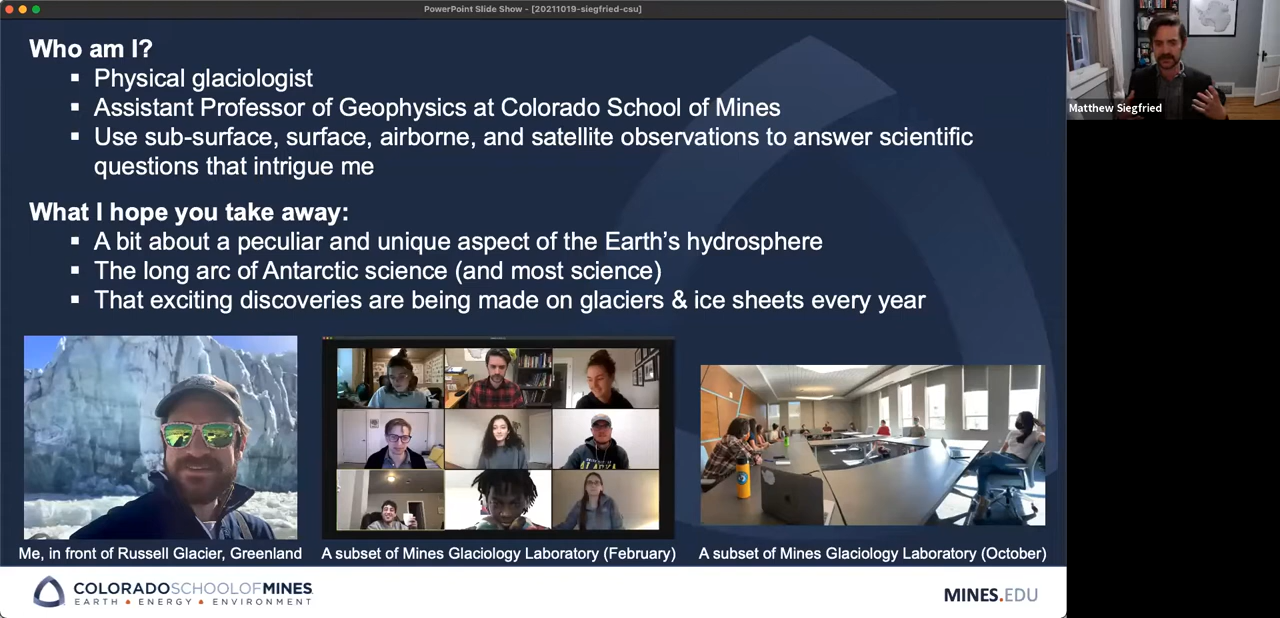 PowerPoint Slide Show - [20211019-siegfried-csu]
Who am I?
▪ Physical glaciologist
▪ Assistant Professor of Geophysics at Colorado School of Mines
▪ Use sub-surface, surface, airborne, and satellite observations to answer scientific
questions that intrigue me
Matthew Siegfried
What I hope you take away:
▪ A bit about a peculiar and unique aspect of the Earth's hydrosphere
▪ The long arc of Antarctic science (and most science)
▪ That exciting discoveries are being made on glaciers & ice sheets every year
Me, in front of Russell Glacier, Greenland
A subset of Mines Glaciology Laboratory (February)
A subset of Mines Glaciology Laboratory (October)
COLORADOSCHOOLOFMINES
EARTH • ENERGY • ENVIRONMENT
MINES.EDU